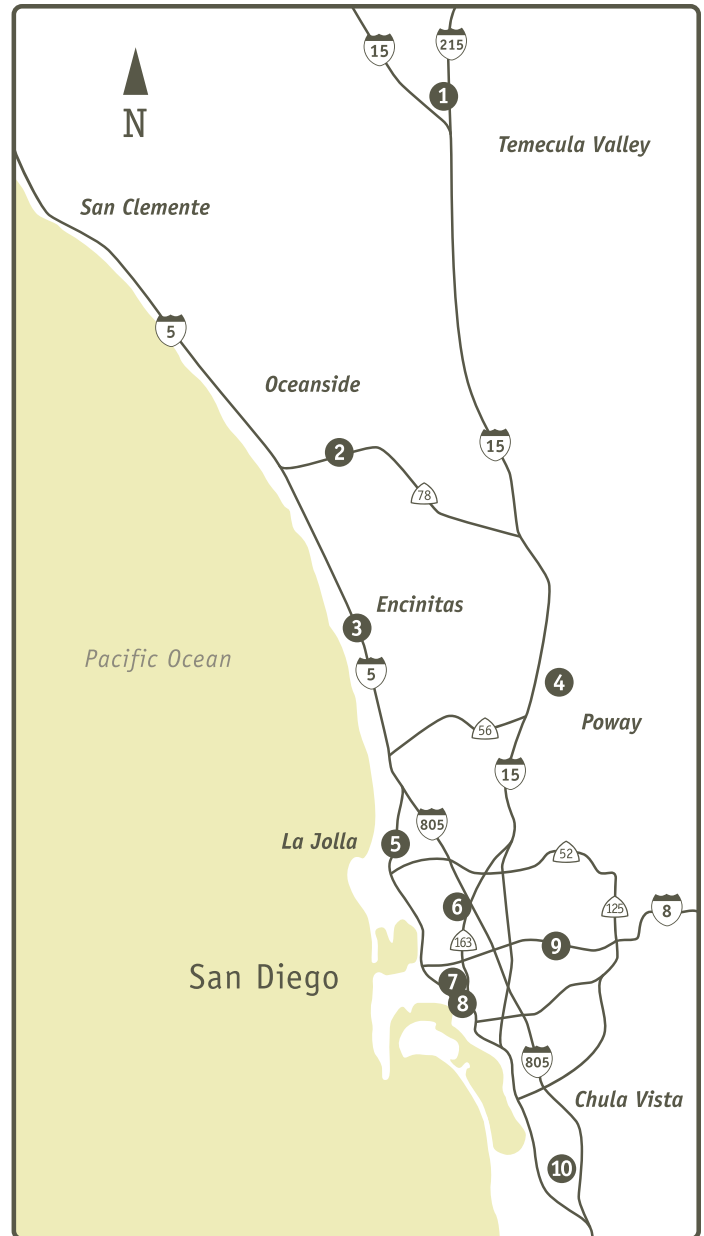 15
215
1
N
Temecula Valley
San Clemente
5
Oceanside
15
2
78
Encinitas
3
Pacific Ocean
5
4
Poway
56
15
805
La Jolla
5
52
6
125
8
163
9
San Diego
7
8
805
Chula Vista
10